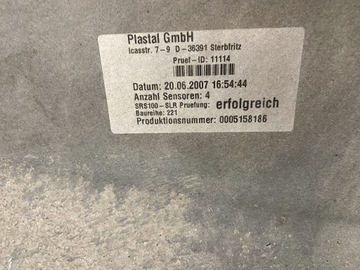 Plastal GmbH
Icasstr. 7-9 D-36391 Sterbfritz
Pruef-ID: 11114
Datum: 20.06.2007 16:54:44
Anzahl Sensoren: 4
SRS100-SLR Pruefung: erfolgreich
Baureihe: 221
Produktionsnummer: 0005158186